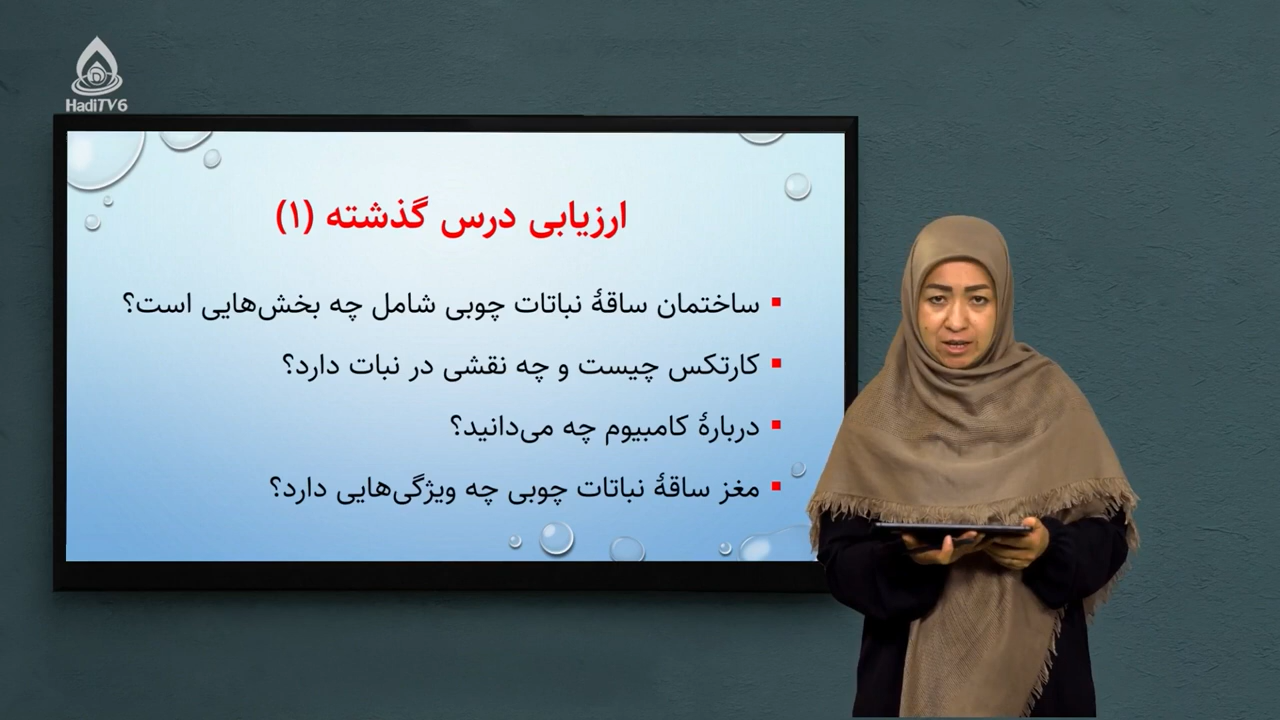 HadiTV6
ارزیابی درس گذشته (۱)
ساختمان ساقهٔ نباتات چوبی شامل چه بخش‌هایی است؟
کارتکس چیست و چه نقشی در نبات دارد؟
دربارهٔ کامبیوم چه می‌دانید؟
مغز ساقهٔ نباتات چوبی چه ویژگی‌هایی دارد؟